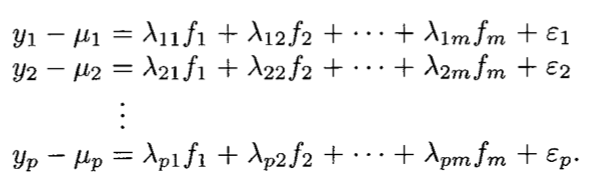 y₁ − μ₁ = λ₁₁f₁ + λ₁₂f₂ + ⋯ + λ₁ₘfₘ + ε₁
y₂ − μ₂ = λ₂₁f₁ + λ₂₂f₂ + ⋯ + λ₂ₘfₘ + ε₂
⋮
yₚ − μₚ = λₚ₁f₁ + λₚ₂f₂ + ⋯ + λₚₘfₘ + εₚ.